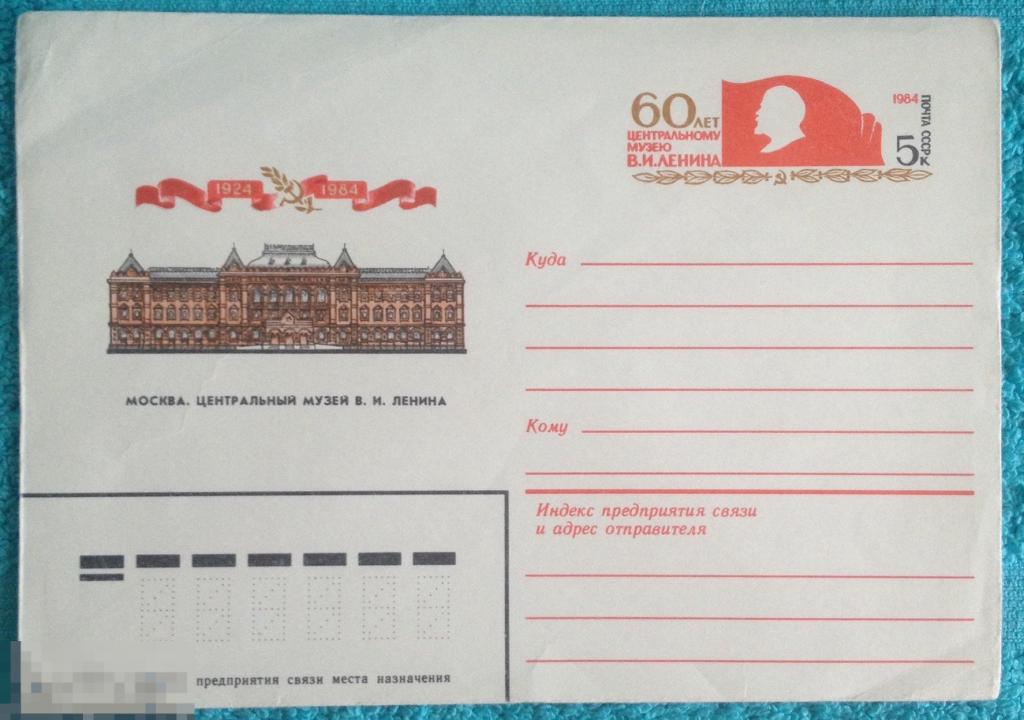 60 ЛЕТ
ЦЕНТРАЛЬНОМУ
МУЗЕЮ
В.И.ЛЕНИНА
1984
ПОЧТА СССР
5к
1924 1984
МОСКВА. ЦЕНТРАЛЬНЫЙ МУЗЕЙ В. И. ЛЕНИНА
Куда
Кому
Индекс предприятия связи
и адрес отправителя
предприятия связи места назначения